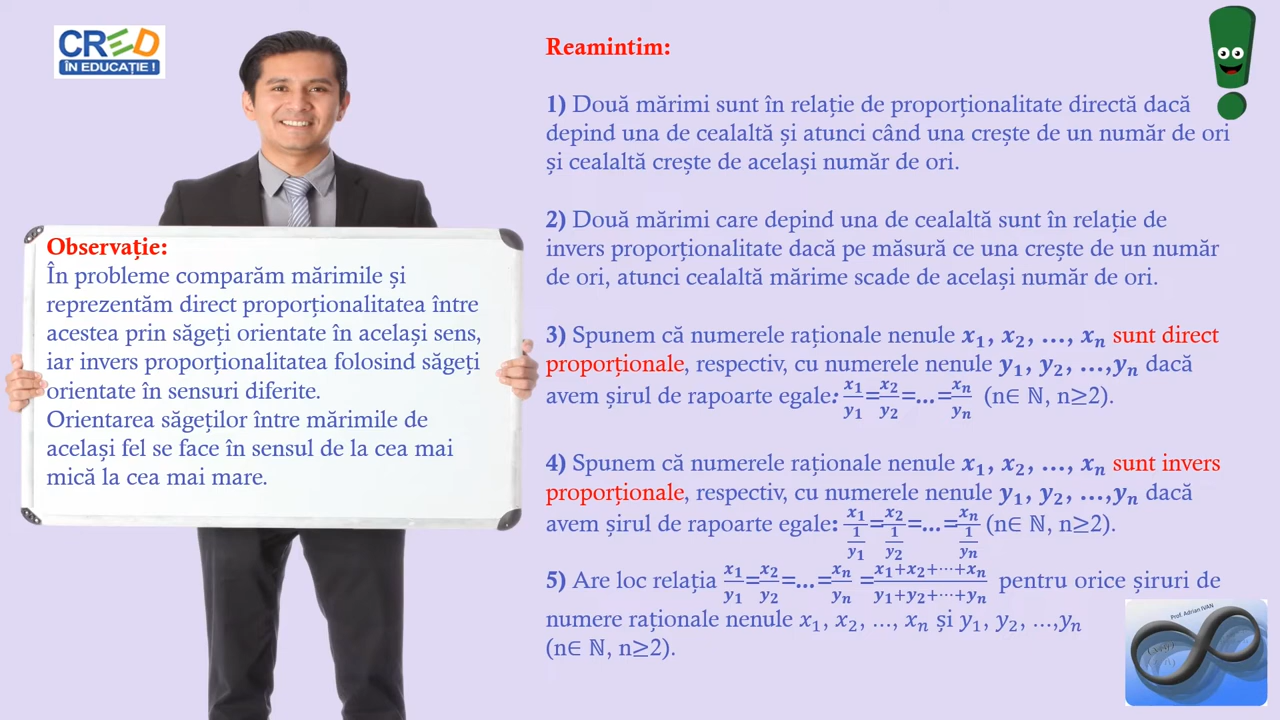 CRED
ÎN EDUCAȚIE !
Observație:
În probleme comparăm mărimile și
reprezentăm direct proporționalitatea între
acestea prin săgeți orientate în același sens,
iar invers proporționalitatea folosind săgeți
orientate în sensuri diferite.
Orientarea săgeților între mărimile de
același fel se face în sensul de la cea mai
mică la cea mai mare.
Reamintim:
1) Două mărimi sunt în relație de proporționalitate directă dacă
depind una de cealaltă și atunci când una crește de un număr de ori
și cealaltă crește de același număr de ori.
2) Două mărimi care depind una de cealaltă sunt în relație de
invers proporționalitate dacă pe măsură ce una crește de un număr
de ori, atunci cealaltă mărime scade de același număr de ori.
3) Spunem că numerele raționale nenule x₁, x₂, …, xₙ sunt direct
proporționale, respectiv, cu numerele nenule y₁, y₂, …,yₙ dacă
avem șirul de rapoarte egale: x₁/y₁=x₂/y₂=…=xₙ/yₙ (n∈ ℕ, n≥2).
4) Spunem că numerele raționale nenule x₁, x₂, …, xₙ sunt invers
proporționale, respectiv, cu numerele nenule y₁, y₂, …,yₙ dacă
avem șirul de rapoarte egale: x₁/(1/y₁)=x₂/(1/y₂)=…=xₙ/(1/yₙ) (n∈ ℕ, n≥2).
5) Are loc relația x₁/y₁=x₂/y₂=…=xₙ/yₙ=(x₁+x₂+⋯+xₙ)/(y₁+y₂+⋯+yₙ) pentru orice șiruri de
numere raționale nenule x₁, x₂, …, xₙ și y₁, y₂, …,yₙ
(n∈ ℕ, n≥2).
Prof. Adrian IVAN